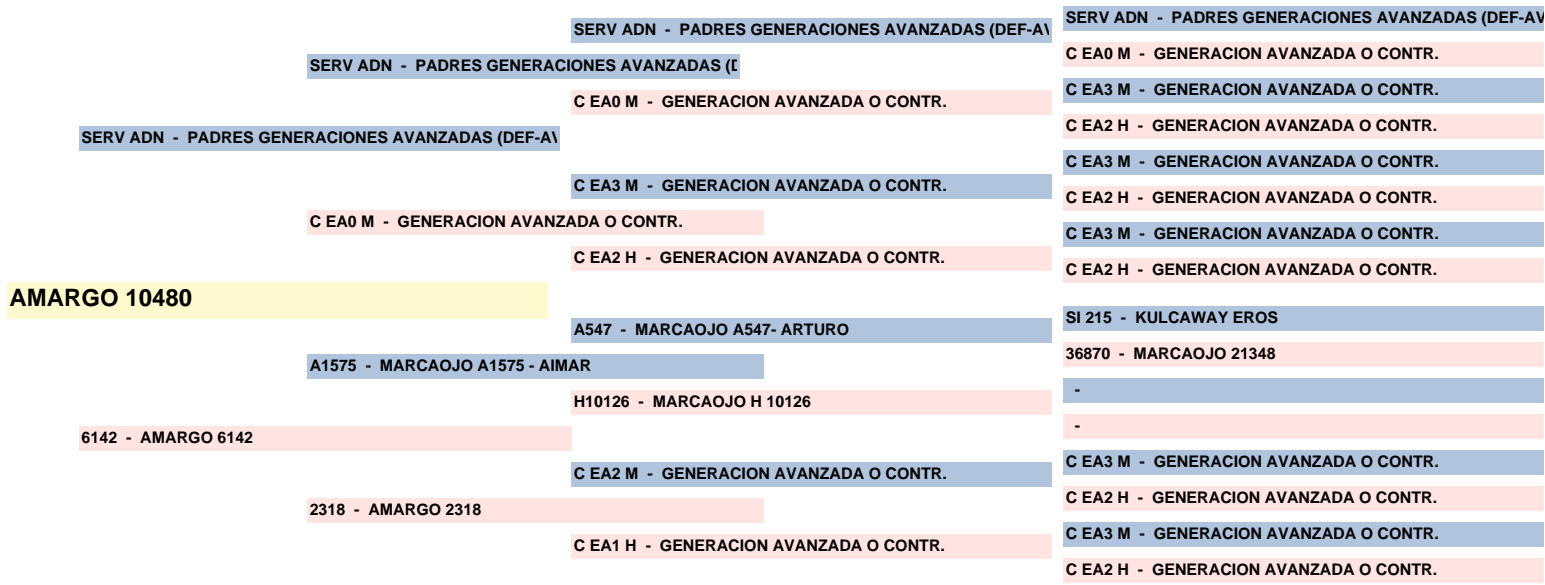 SERV ADN - PADRES GENERACIONES AVANZADAS (DEF-AV
SERV ADN - PADRES GENERACIONES AVANZADAS (DEF-A\
C EA0 M - GENERACION AVANZADA O CONTR.
SERV ADN - PADRES GENERACIONES AVANZADAS ([
C EA3 M - GENERACION AVANZADA O CONTR.
C EA0 M - GENERACION AVANZADA O CONTR.
C EA2 H - GENERACION AVANZADA O CONTR.
SERV ADN - PADRES GENERACIONES AVANZADAS (DEF-A\
C EA3 M - GENERACION AVANZADA O CONTR.
C EA3 M - GENERACION AVANZADA O CONTR.
C EA2 H - GENERACION AVANZADA O CONTR.
C EA0 M - GENERACION AVANZADA O CONTR.
C EA3 M - GENERACION AVANZADA O CONTR.
C EA2 H - GENERACION AVANZADA O CONTR.
C EA2 H - GENERACION AVANZADA O CONTR.
AMARGO 10480
SI 215 - KULCAWAY EROS
A547 - MARCAOJO A547- ARTURO
36870 - MARCAOJO 21348
A1575 - MARCAOJO A1575 - AIMAR
-
H10126 - MARCAOJO H 10126
-
6142 - AMARGO 6142
C EA3 M - GENERACION AVANZADA O CONTR.
C EA2 M - GENERACION AVANZADA O CONTR.
C EA2 H - GENERACION AVANZADA O CONTR.
2318 - AMARGO 2318
C EA3 M - GENERACION AVANZADA O CONTR.
C EA1 H - GENERACION AVANZADA O CONTR.
C EA2 H - GENERACION AVANZADA O CONTR.